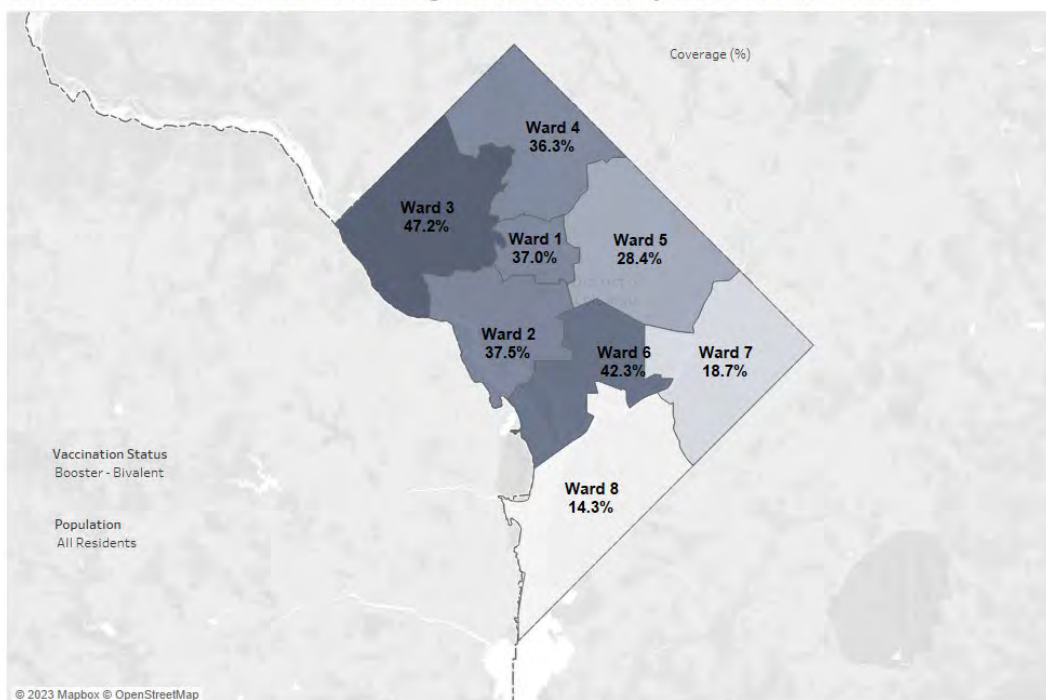 Coverage (%)
Ward 4
36.3%
Ward 3
47.2%
Ward 1
37.0%
Ward 5
28.4%
Ward 2
37.5%
Ward 6
42.3%
Ward 7
18.7%
Vaccination Status
Booster - Bivalent
Ward 8
14.3%
Population
All Residents
© 2023 Mapbox © OpenStreetMap